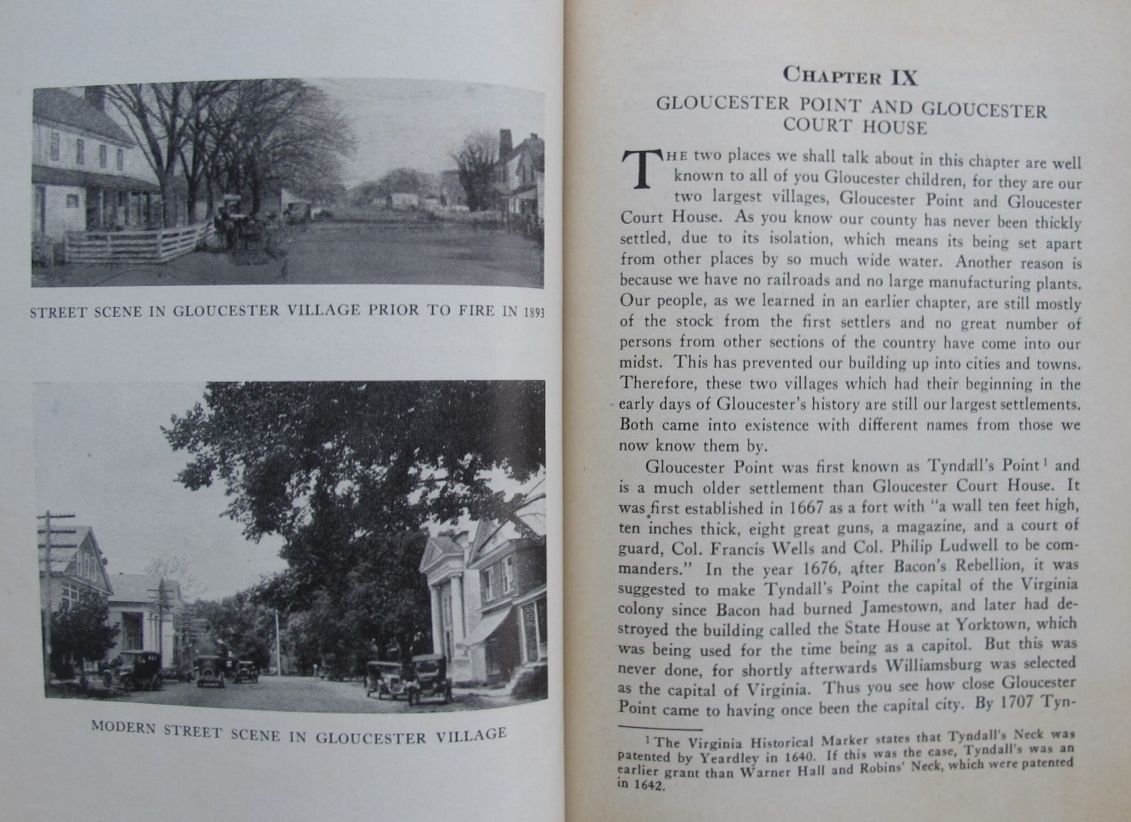 STREET SCENE IN GLOUCESTER VILLAGE PRIOR TO FIRE IN 1893
MODERN STREET SCENE IN GLOUCESTER VILLAGE
CHAPTER IX
GLOUCESTER POINT AND GLOUCESTER
COURT HOUSE
THE two places we shall talk about in this chapter are well
known to all of you Gloucester children, for they are our
two largest villages, Gloucester Point and Gloucester
Court House. As you know our county has never been thickly
settled, due to its isolation, which means its being set apart
from other places by so much wide water. Another reason is
because we have no railroads and no large manufacturing plants.
Our people, as we learned in an earlier chapter, are still mostly
of the stock from the first settlers and no great number of
persons from other sections of the country have come into our
midst. This has prevented our building up into cities and towns.
Therefore, these two villages which had their beginning in the
early days of Gloucester's history are still our largest settlements.
Both came into existence with different names from those we
now know them by.
Gloucester Point was first known as Tyndall's Point¹ and
is a much older settlement than Gloucester Court House. It
was first established in 1667 as a fort with "a wall ten feet high,
ten inches thick, eight great guns, a magazine, and a court of
guard, Col. Francis Wells and Col. Philip Ludwell to be com-
manders." In the year 1676, after Bacon's Rebellion, it was
suggested to make Tyndall's Point the capital of the Virginia
colony since Bacon had burned Jamestown, and later had de-
stroyed the building called the State House at Yorktown, which
was being used for the time being as a capitol. But this was
never done, for shortly afterwards Williamsburg was selected
as the capital of Virginia. Thus you see how close Gloucester
Point came to having once been the capital city. By 1707 Tyn-
¹ The Virginia Historical Marker states that Tyndall's Neck was
patented by Yeardley in 1640. If this was the case, Tyndall's was an
earlier grant than Warner Hall and Robins' Neck, which were patented
in 1642.